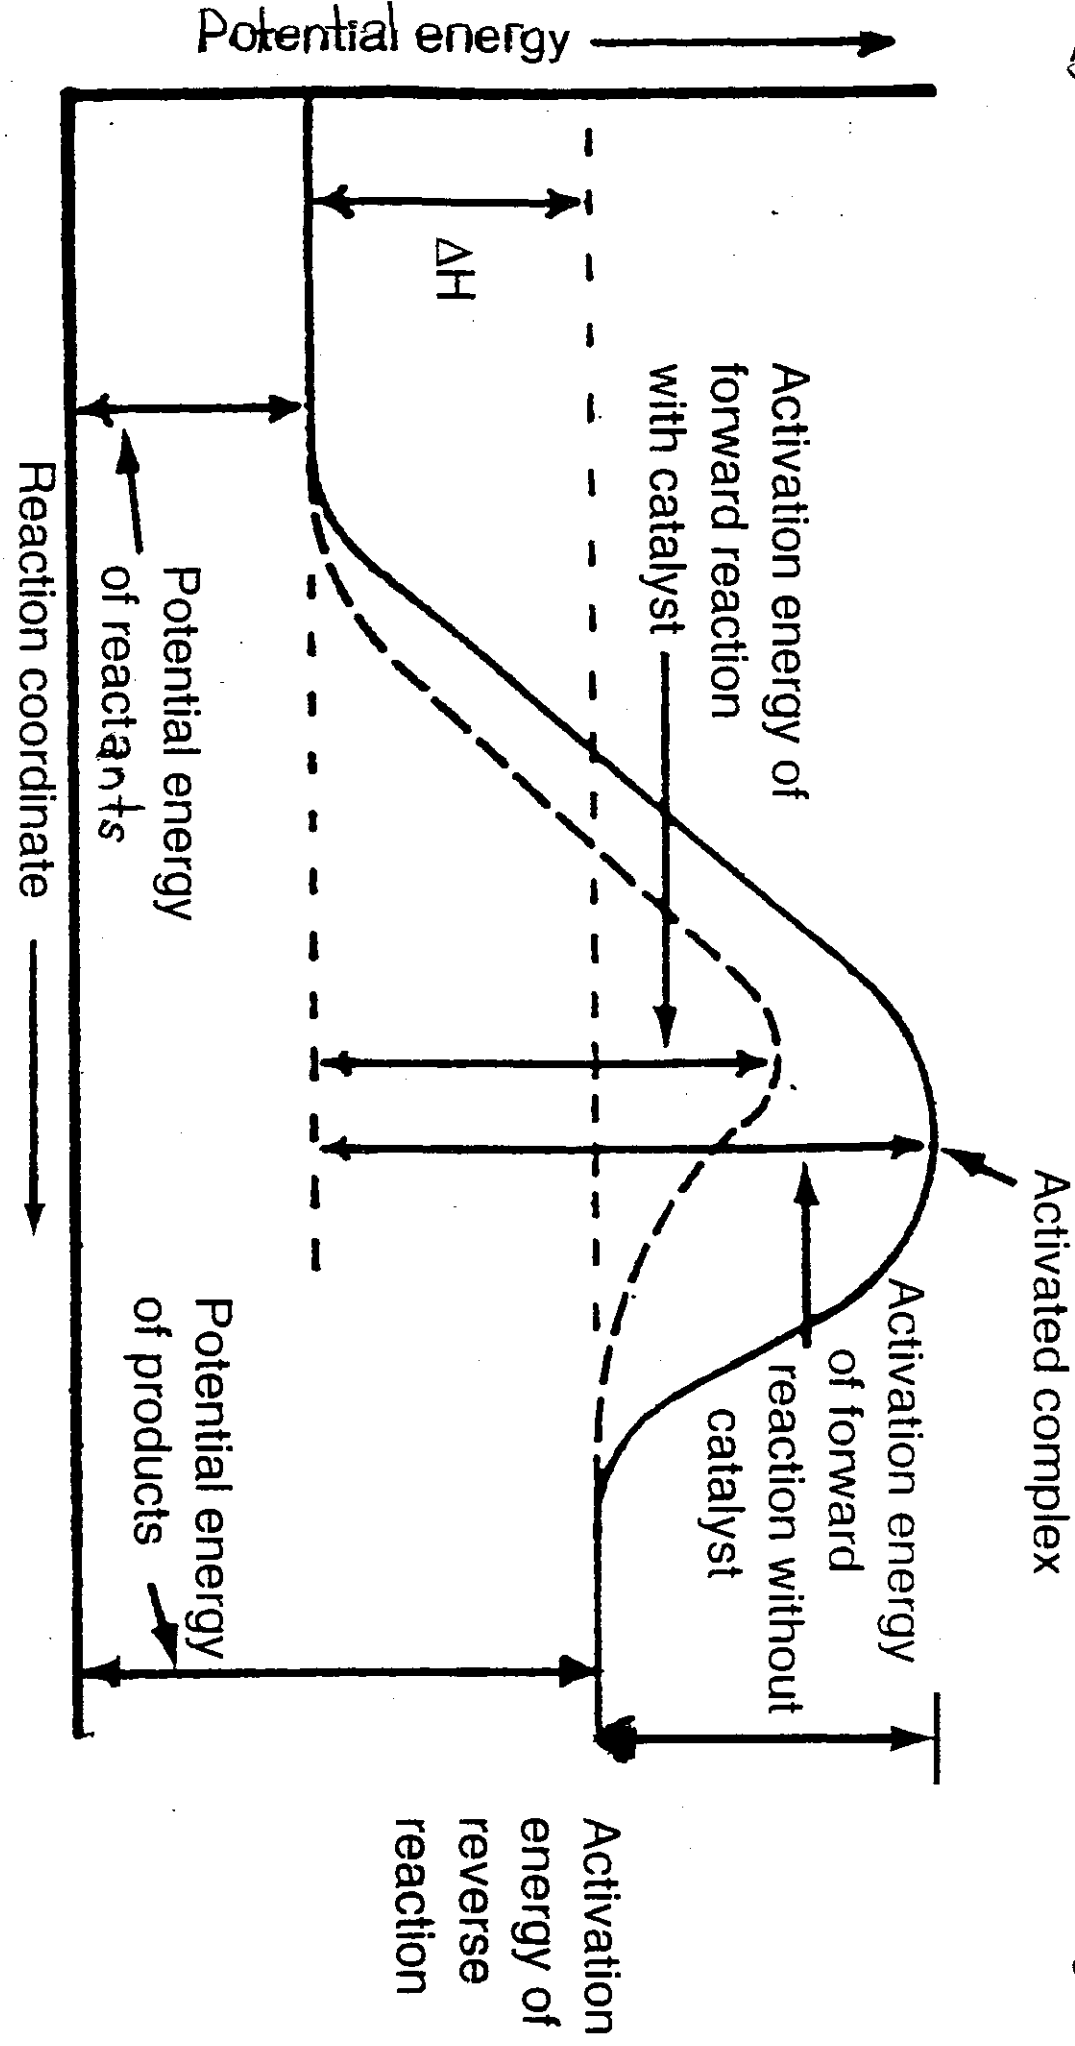 Potential energy
ΔH
Activation energy of
forward reaction
with catalyst
Activated complex
Activation energy
of forward
reaction without
catalyst
Potential energy
of reactants
Potential energy
of products
Activation
energy of
reverse
reaction
Reaction coordinate